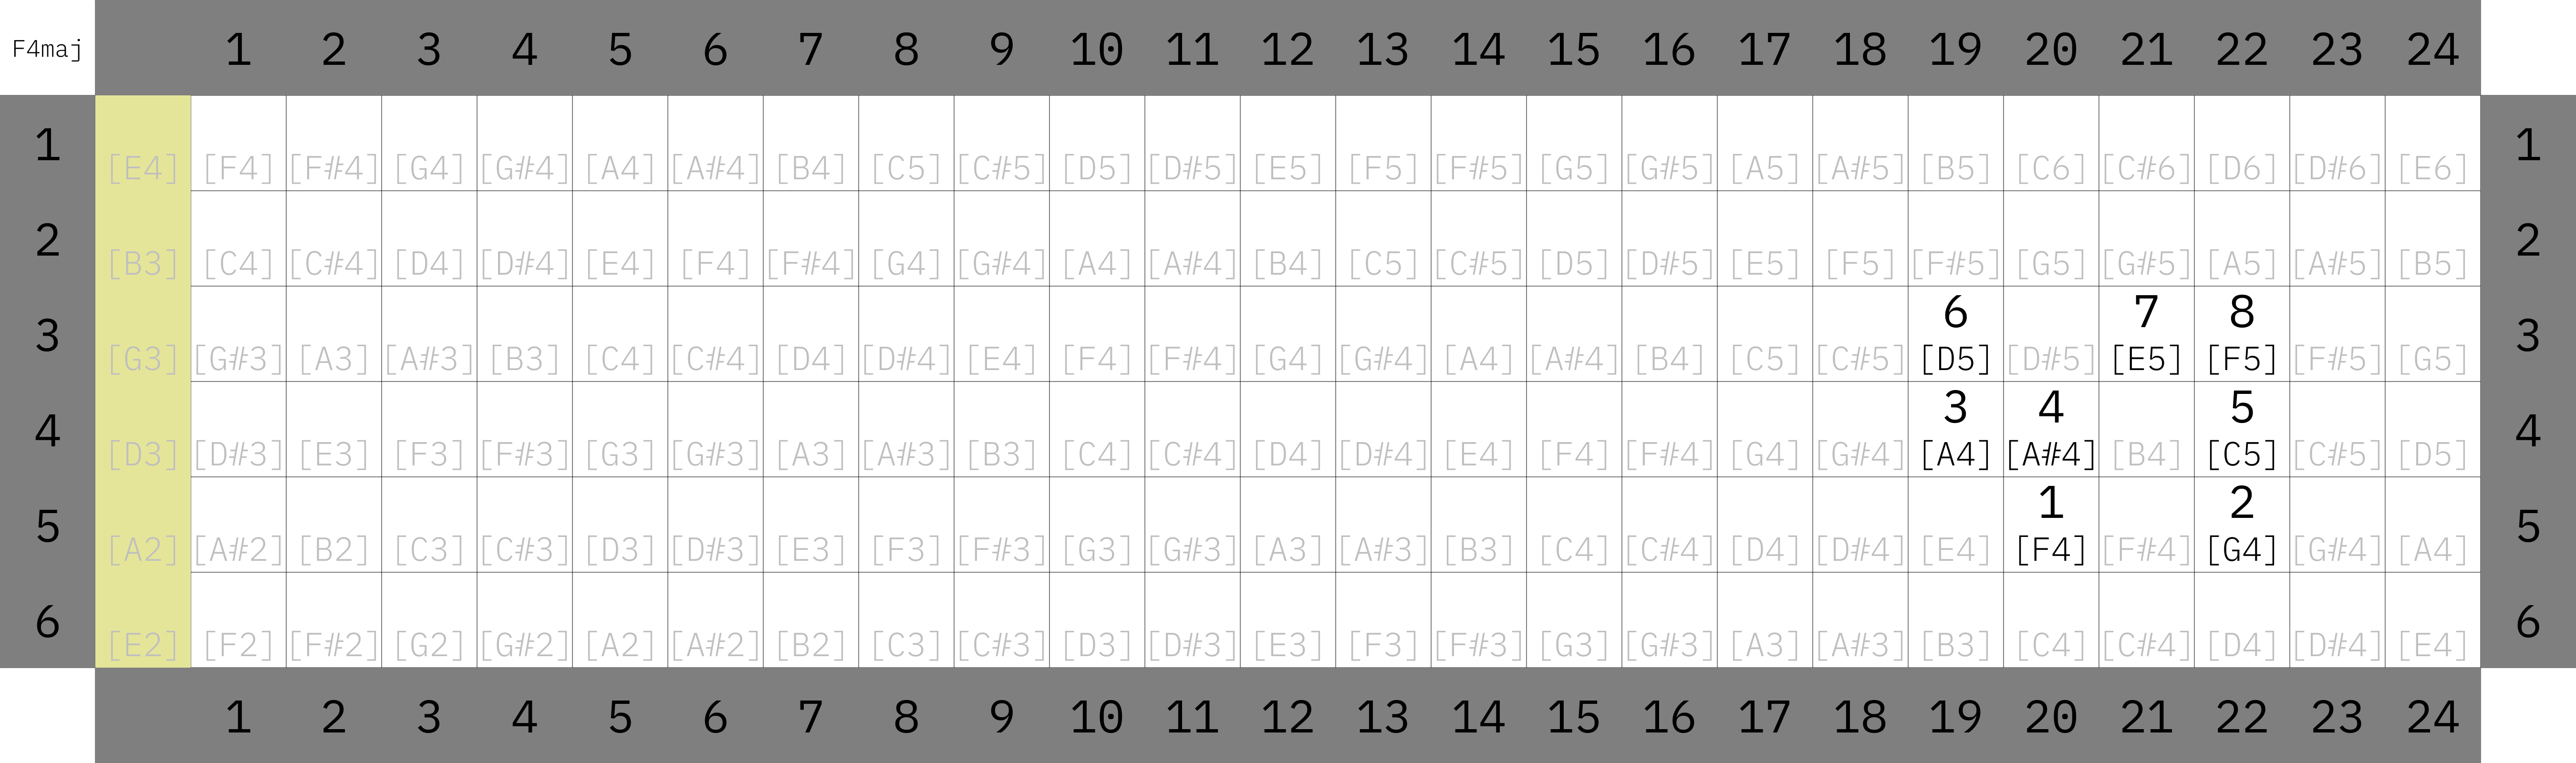 F4maj 1 2 3 4 5 6 7 8 9 10 11 12 13 14 15 16 17 18 19 20 21 22 23 24
1 [E4] [F4] [F#4] [G4] [G#4] [A4] [A#4] [B4] [C5] [C#5] [D5] [D#5] [E5] [F5] [F#5] [G5] [G#5] [A5] [A#5] [B5] [C6] [C#6] [D6] [D#6] [E6] 1
2 [B3] [C4] [C#4] [D4] [D#4] [E4] [F4] [F#4] [G4] [G#4] [A4] [A#4] [B4] [C5] [C#5] [D5] [D#5] [E5] [F5] [F#5] [G5] [G#5] [A5] [A#5] [B5] 2
6 7 8
3 [G3] [G#3] [A3] [A#3] [B3] [C4] [C#4] [D4] [D#4] [E4] [F4] [F#4] [G4] [G#4] [A4] [A#4] [B4] [C5] [C#5] [D5] [D#5] [E5] [F5] [F#5] [G5] 3
3 4 5
4 [D3] [D#3] [E3] [F3] [F#3] [G3] [G#3] [A3] [A#3] [B3] [C4] [C#4] [D4] [D#4] [E4] [F4] [F#4] [G4] [G#4] [A4] [A#4] [B4] [C5] [C#5] [D5] 4
1 2
5 [A2] [A#2] [B2] [C3] [C#3] [D3] [D#3] [E3] [F3] [F#3] [G3] [G#3] [A3] [A#3] [B3] [C4] [C#4] [D4] [D#4] [E4] [F4] [F#4] [G4] [G#4] [A4] 5
6 [E2] [F2] [F#2] [G2] [G#2] [A2] [A#2] [B2] [C3] [C#3] [D3] [D#3] [E3] [F3] [F#3] [G3] [G#3] [A3] [A#3] [B3] [C4] [C#4] [D4] [D#4] [E4] 6
1 2 3 4 5 6 7 8 9 10 11 12 13 14 15 16 17 18 19 20 21 22 23 24